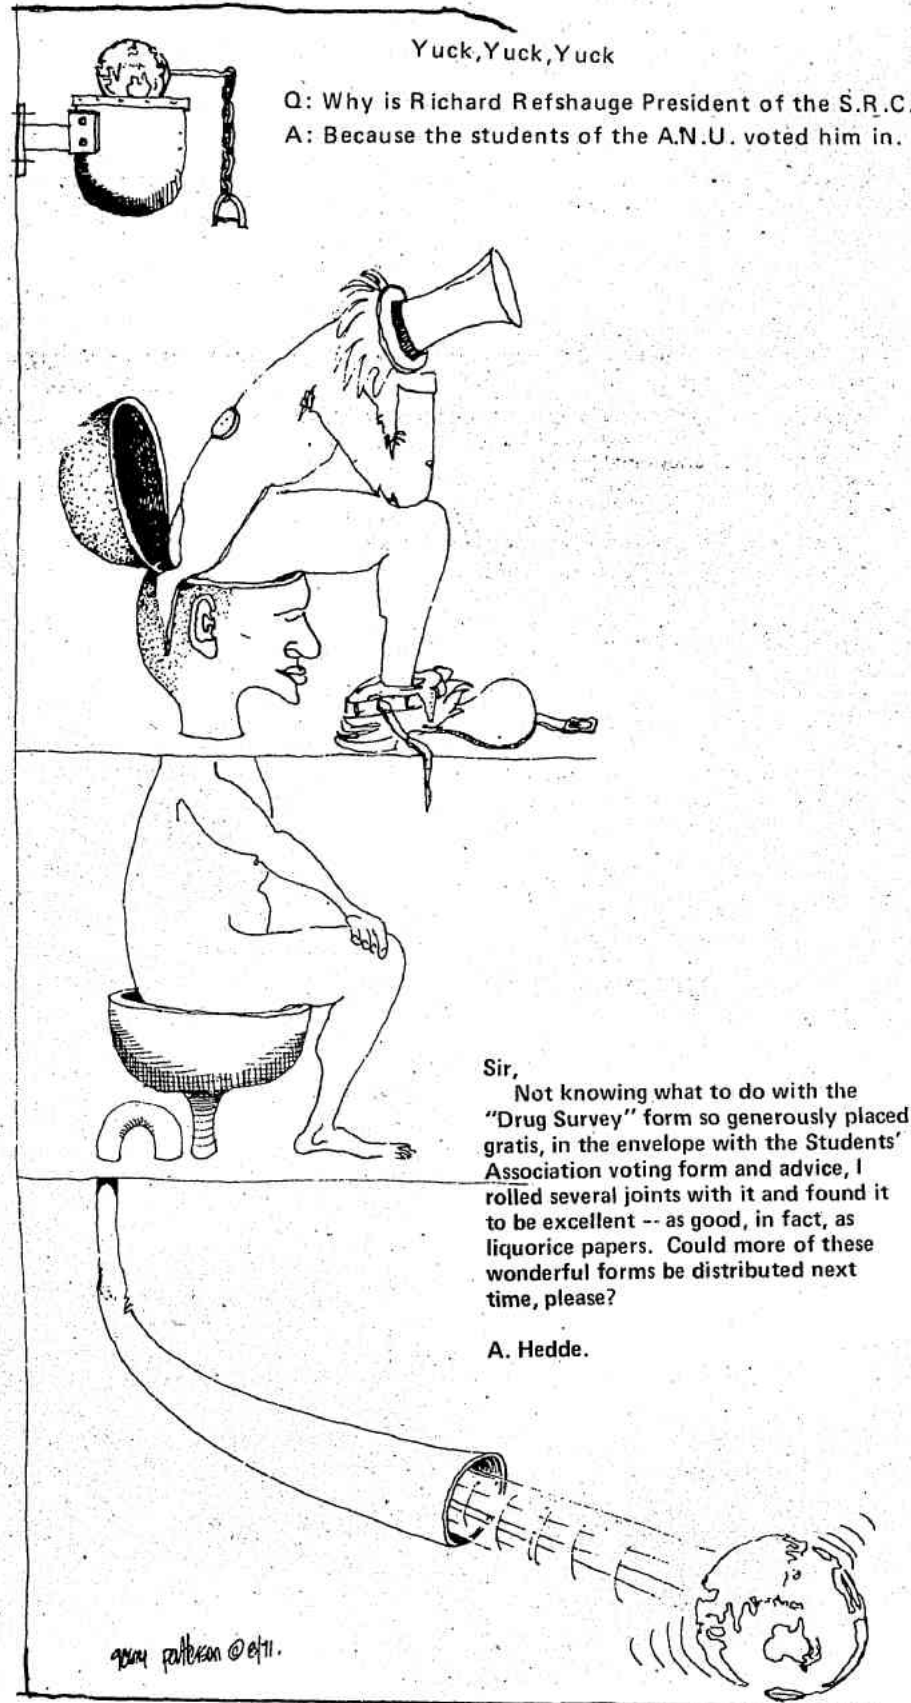 Yuck,Yuck,Yuck
Q: Why is Richard Refshauge President of the S.R.C.
A: Because the students of the A.N.U. voted him in.
Sir,
Not knowing what to do with the
"Drug Survey" form so generously placed
gratis, in the envelope with the Students'
Association voting form and advice, I
rolled several joints with it and found it
to be excellent -- as good, in fact, as
liquorice papers. Could more of these
wonderful forms be distributed next
time, please?
A. Hedde.
patterson © 8/71.